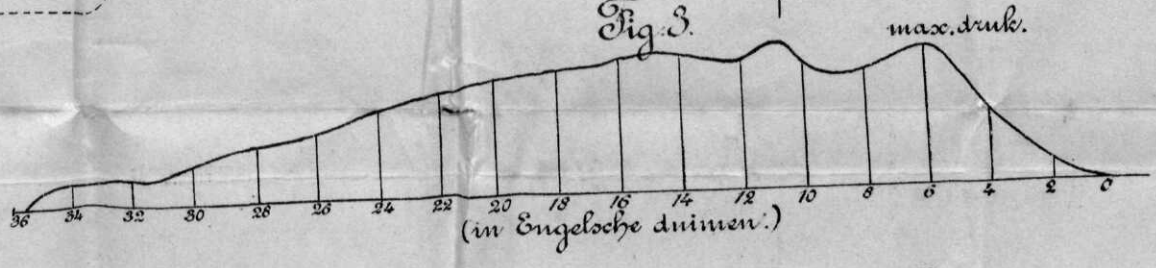 Fig. 3.
max. druk.
36 34 32 30 28 26 24 22 20 18 16 14 12 10 8 6 4 2 0
(in Engelsche duimen.)